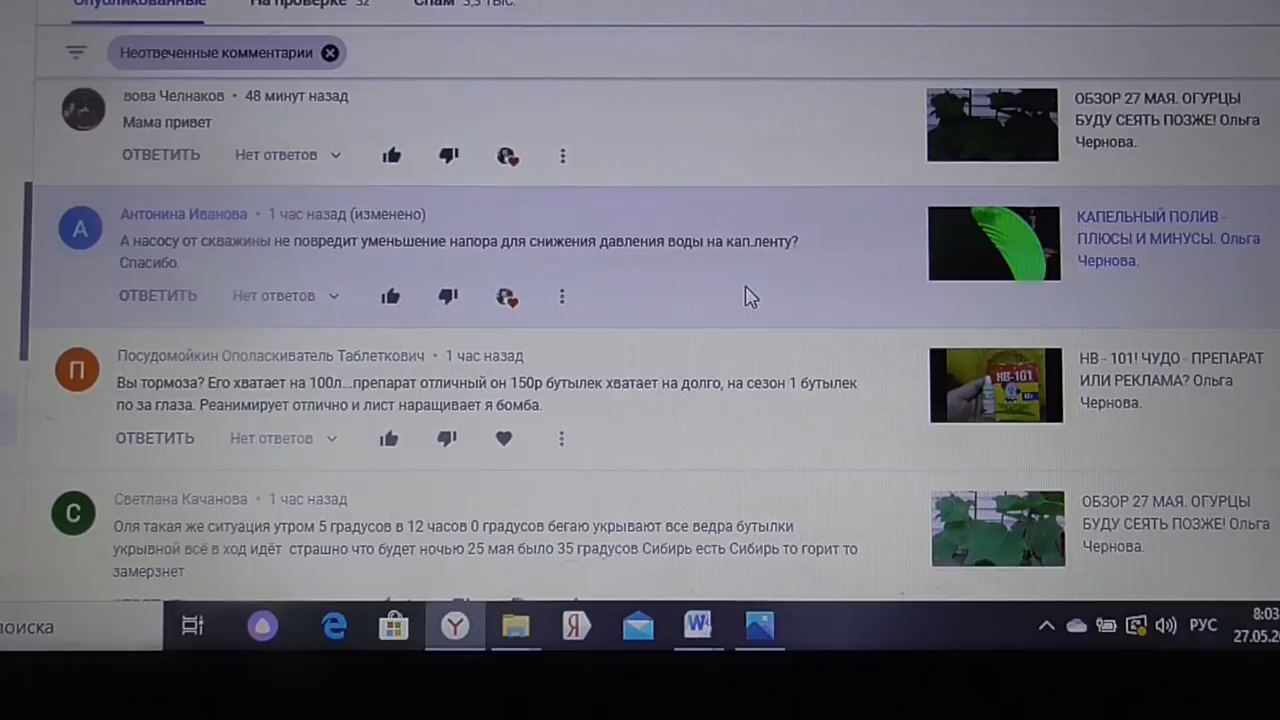 Опубликованные На проверке 32 Спам 3,3 ТЫС.
Неотвеченные комментарии
вова Челнаков • 48 минут назад
Мама привет
ОТВЕТИТЬ Нет ответов
ОБЗОР 27 МАЯ. ОГУРЦЫ
БУДУ СЕЯТЬ ПОЗЖЕ! Ольга
Чернова.
А
Антонина Иванова • 1 час назад (изменено)
А насосу от скважины не повредит уменьшение напора для снижения давления воды на кап.ленту?
Спасибо.
ОТВЕТИТЬ Нет ответов
КАПЕЛЬНЫЙ ПОЛИВ -
ПЛЮСЫ И МИНУСЫ. Ольга
Чернова.
П
Посудомойкин Ополаскиватель Таблеткович • 1 час назад
Вы тормоза? Его хватает на 100л...препарат отличный он 150р бутылек хватает на долго, на сезон 1 бутылек
по за глаза. Реанимирует отлично и лист наращивает я бомба.
ОТВЕТИТЬ Нет ответов
НВ-101
НВ - 101! ЧУДО - ПРЕПАРАТ
ИЛИ РЕКЛАМА? Ольга
Чернова.
С
Светлана Качанова • 1 час назад
Оля такая же ситуация утром 5 градусов в 12 часов 0 градусов бегаю укрывают все ведра бутылки
укрывной всё в ход идёт страшно что будет ночью 25 мая было 35 градусов Сибирь есть Сибирь то горит то
замерзнет
ОБЗОР 27 МАЯ. ОГУРЦЫ
БУДУ СЕЯТЬ ПОЗЖЕ! Ольга
Чернова.
поиска
РУС
8:03
27.05.2